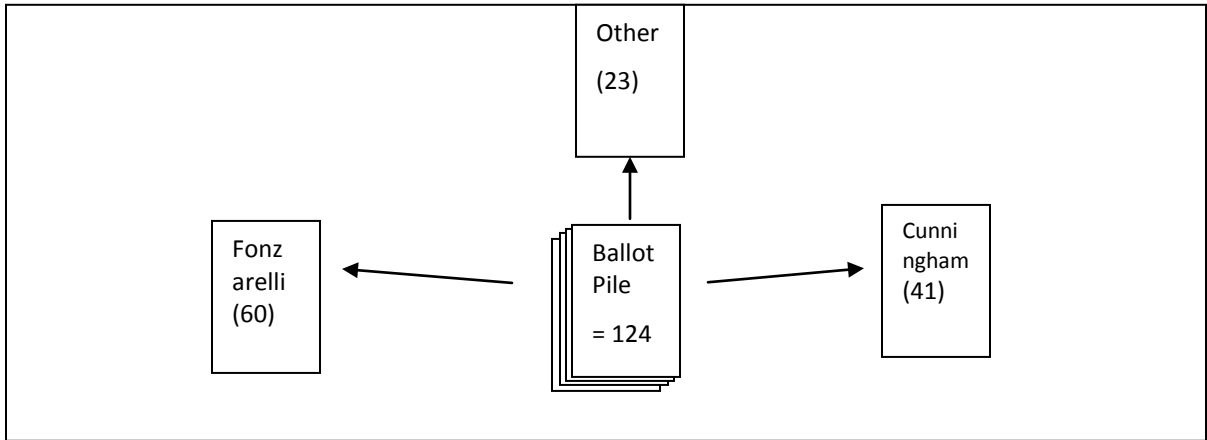 Other
(23)
Fonz
arelli
(60)
Ballot
Pile
= 124
Cunni
ngham
(41)